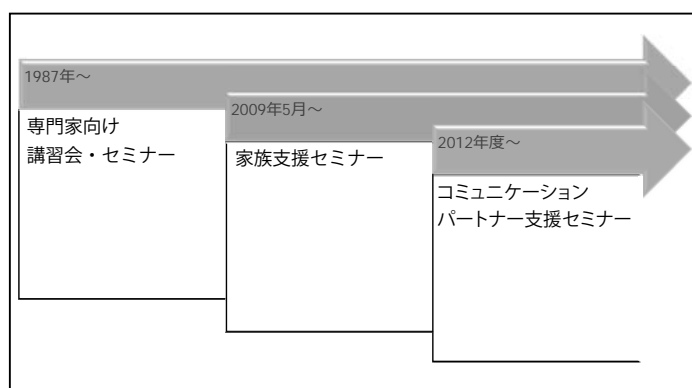 1987年～
専門家向け
講習会・セミナー
2009年5月～
家族支援セミナー
2012年度～
コミュニケーション
パートナー支援セミナー